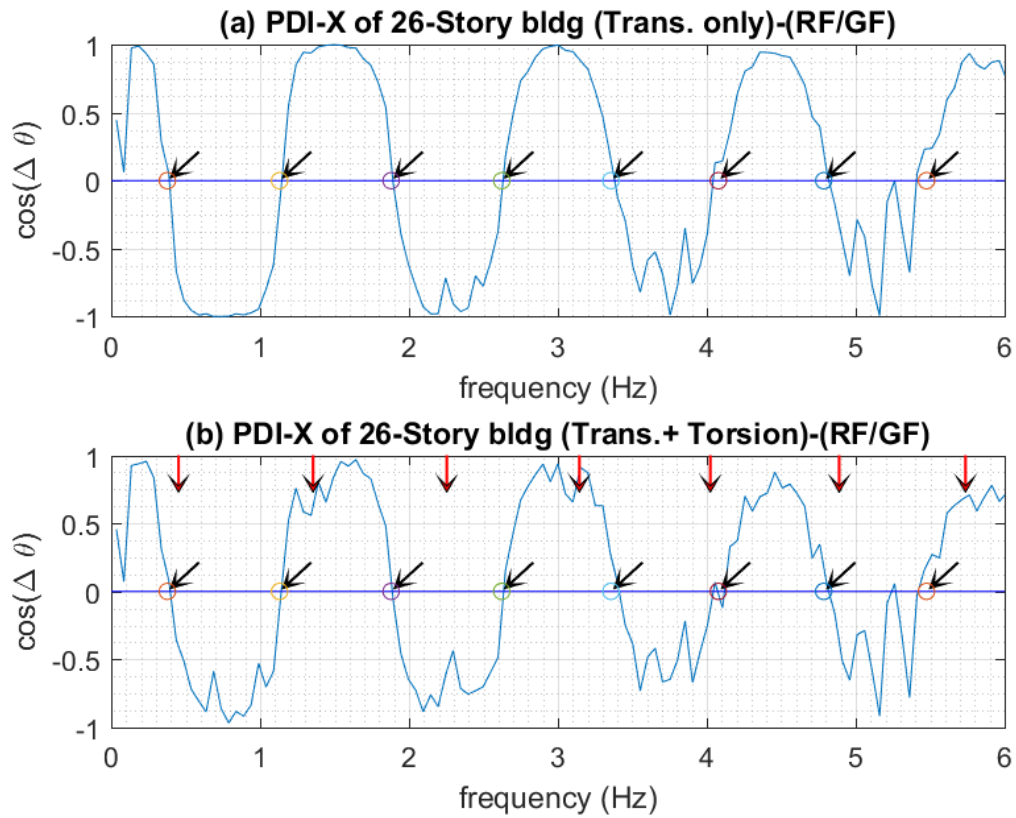 (a) PDI-X of 26-Story bldg (Trans. only)-(RF/GF)
1
0.5
0
-0.5
-1
cos(Δ θ)
0 1 2 3 4 5 6
frequency (Hz)
(b) PDI-X of 26-Story bldg (Trans.+ Torsion)-(RF/GF)
1
0.5
0
-0.5
-1
cos(Δ θ)
0 1 2 3 4 5 6
frequency (Hz)